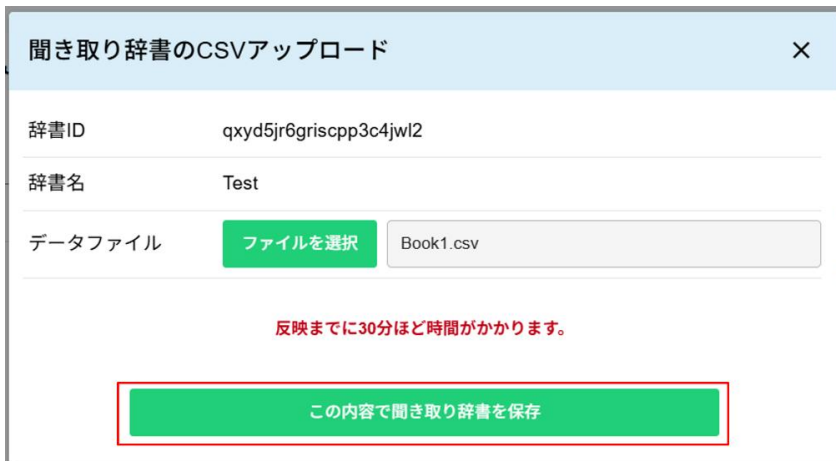 聞き取り辞書のCSVアップロード
辞書ID qxyd5jr6griscpp3c4jwl2
辞書名 Test
データファイル ファイルを選択 Book1.csv
反映までに30分ほど時間がかかります。
この内容で聞き取り辞書を保存